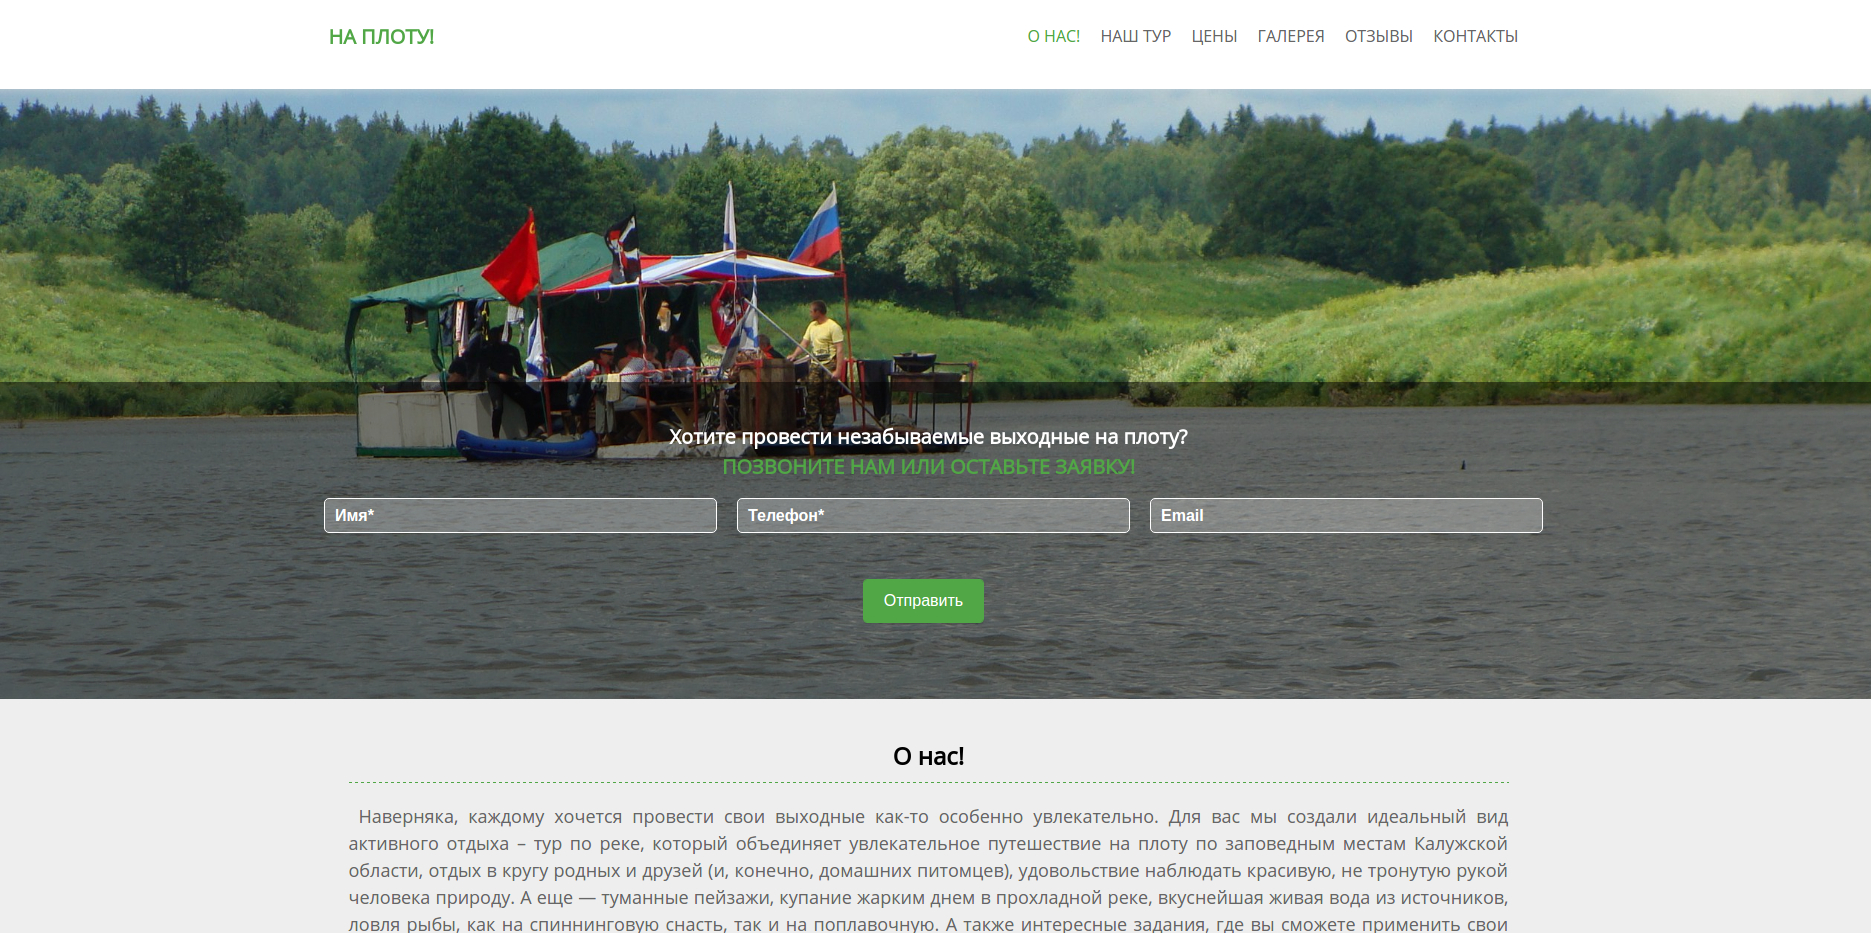 НА ПЛОТУ!
О НАС! НАШ ТУР ЦЕНЫ ГАЛЕРЕЯ ОТЗЫВЫ КОНТАКТЫ
Хотите провести незабываемые выходные на плоту?
ПОЗВОНИТЕ НАМ ИЛИ ОСТАВЬТЕ ЗАЯВКУ!
Имя* Телефон* Email
Отправить
О нас!
Наверняка, каждому хочется провести свои выходные как-то особенно увлекательно. Для вас мы создали идеальный вид
активного отдыха – тур по реке, который объединяет увлекательное путешествие на плоту по заповедным местам Калужской
области, отдых в кругу родных и друзей (и, конечно, домашних питомцев), удовольствие наблюдать красивую, не тронутую рукой
человека природу. А еще — туманные пейзажи, купание жарким днем в прохладной реке, вкуснейшая живая вода из источников,
ловля рыбы, как на спиннинговую снасть, так и на поплавочную. А также интересные задания, где вы сможете применить свои